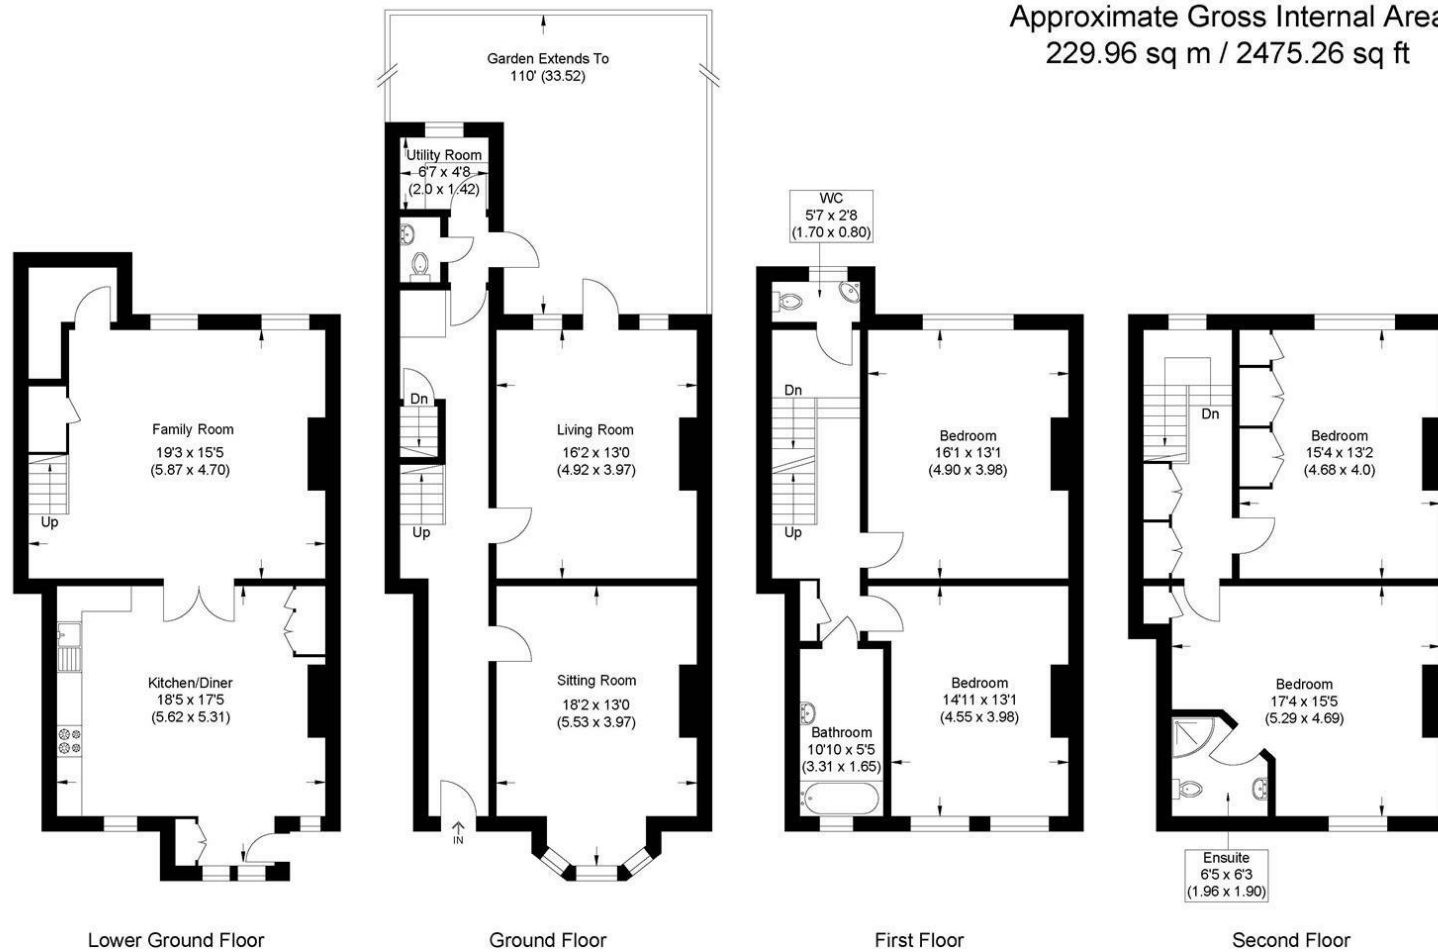 Approximate Gross Internal Area
229.96 sq m / 2475.26 sq ft
Garden Extends To
110' (33.52)
Utility Room
6'7 x 4'8
(2.0 x 1.42)
Family Room
19'3 x 15'5
(5.87 x 4.70)
Up
Kitchen/Diner
18'5 x 17'5
(5.62 x 5.31)
Lower Ground Floor
Dn
Up
Living Room
16'2 x 13'0
(4.92 x 3.97)
Sitting Room
18'2 x 13'0
(5.53 x 3.97)
IN
Ground Floor
WC
5'7 x 2'8
(1.70 x 0.80)
Dn
Up
Bedroom
16'1 x 13'1
(4.90 x 3.98)
Bedroom
14'11 x 13'1
(4.55 x 3.98)
Bathroom
10'10 x 5'5
(3.31 x 1.65)
First Floor
Dn
Bedroom
15'4 x 13'2
(4.68 x 4.0)
Bedroom
17'4 x 15'5
(5.29 x 4.69)
Ensuite
6'5 x 6'3
(1.96 x 1.90)
Second Floor